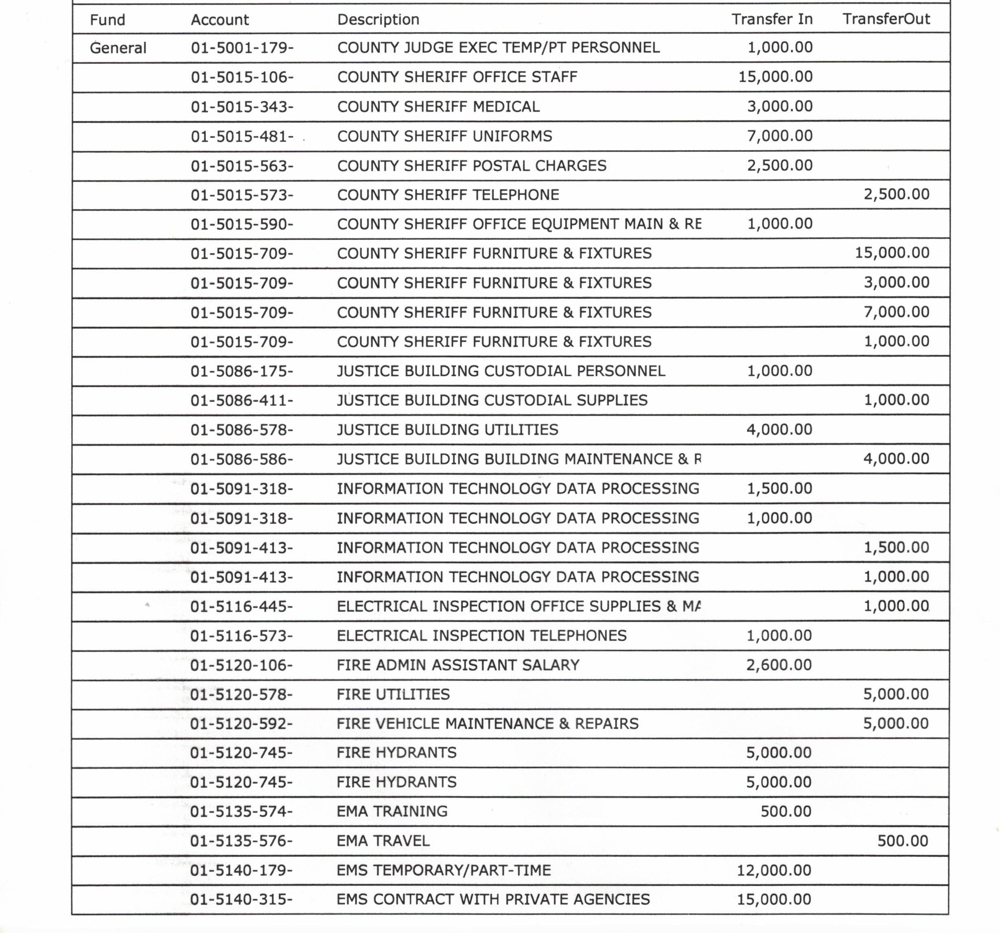 Fund Account Description Transfer In TransferOut
General 01-5001-179- COUNTY JUDGE EXEC TEMP/PT PERSONNEL 1,000.00
01-5015-106- COUNTY SHERIFF OFFICE STAFF 15,000.00
01-5015-343- COUNTY SHERIFF MEDICAL 3,000.00
01-5015-481- COUNTY SHERIFF UNIFORMS 7,000.00
01-5015-563- COUNTY SHERIFF POSTAL CHARGES 2,500.00
01-5015-573- COUNTY SHERIFF TELEPHONE 2,500.00
01-5015-590- COUNTY SHERIFF OFFICE EQUIPMENT MAIN & RE 1,000.00
01-5015-709- COUNTY SHERIFF FURNITURE & FIXTURES 15,000.00
01-5015-709- COUNTY SHERIFF FURNITURE & FIXTURES 3,000.00
01-5015-709- COUNTY SHERIFF FURNITURE & FIXTURES 7,000.00
01-5015-709- COUNTY SHERIFF FURNITURE & FIXTURES 1,000.00
01-5086-175- JUSTICE BUILDING CUSTODIAL PERSONNEL 1,000.00
01-5086-411- JUSTICE BUILDING CUSTODIAL SUPPLIES 1,000.00
01-5086-578- JUSTICE BUILDING UTILITIES 4,000.00
01-5086-586- JUSTICE BUILDING BUILDING MAINTENANCE & R 4,000.00
01-5091-318- INFORMATION TECHNOLOGY DATA PROCESSING 1,500.00
01-5091-318- INFORMATION TECHNOLOGY DATA PROCESSING 1,000.00
01-5091-413- INFORMATION TECHNOLOGY DATA PROCESSING 1,500.00
01-5091-413- INFORMATION TECHNOLOGY DATA PROCESSING 1,000.00
01-5116-445- ELECTRICAL INSPECTION OFFICE SUPPLIES & MA 1,000.00
01-5116-573- ELECTRICAL INSPECTION TELEPHONES 1,000.00
01-5120-106- FIRE ADMIN ASSISTANT SALARY 2,600.00
01-5120-578- FIRE UTILITIES 5,000.00
01-5120-592- FIRE VEHICLE MAINTENANCE & REPAIRS 5,000.00
01-5120-745- FIRE HYDRANTS 5,000.00
01-5120-745- FIRE HYDRANTS 5,000.00
01-5135-574- EMA TRAINING 500.00
01-5135-576- EMA TRAVEL 500.00
01-5140-179- EMS TEMPORARY/PART-TIME 12,000.00
01-5140-315- EMS CONTRACT WITH PRIVATE AGENCIES 15,000.00